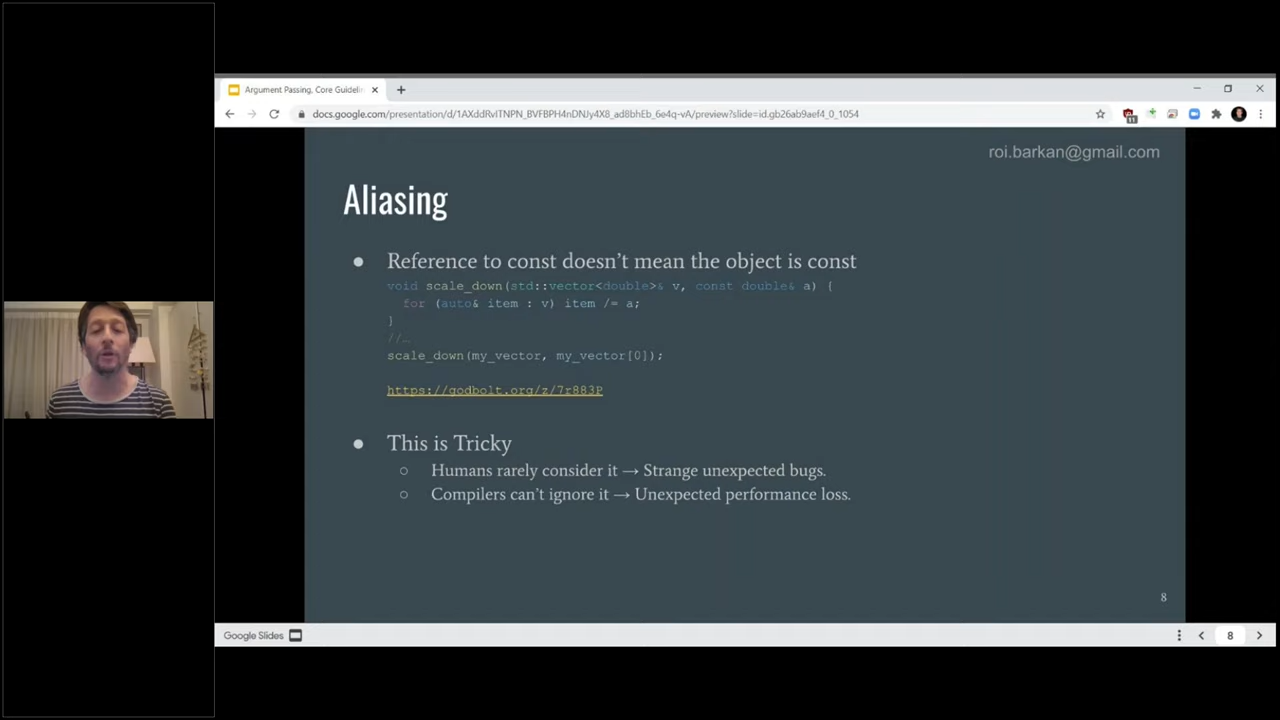 Argument Passing, Core Guidelin
docs.google.com/presentation/d/1AXddRvITNPN_BVFBPH4nDNJy4X8_ad8bhEb_6e4q-vA/preview?slide=id.gb26ab9aef4_0_1054
11
roi.barkan@gmail.com
Aliasing
● Reference to const doesn't mean the object is const
void scale_down(std::vector<double>& v, const double& a) {
for (auto& item : v) item /= a;
}
//…
scale_down(my_vector, my_vector[0]);
https://godbolt.org/z/7r883P
● This is Tricky
○ Humans rarely consider it → Strange unexpected bugs.
○ Compilers can't ignore it → Unexpected performance loss.
8
Google Slides
8